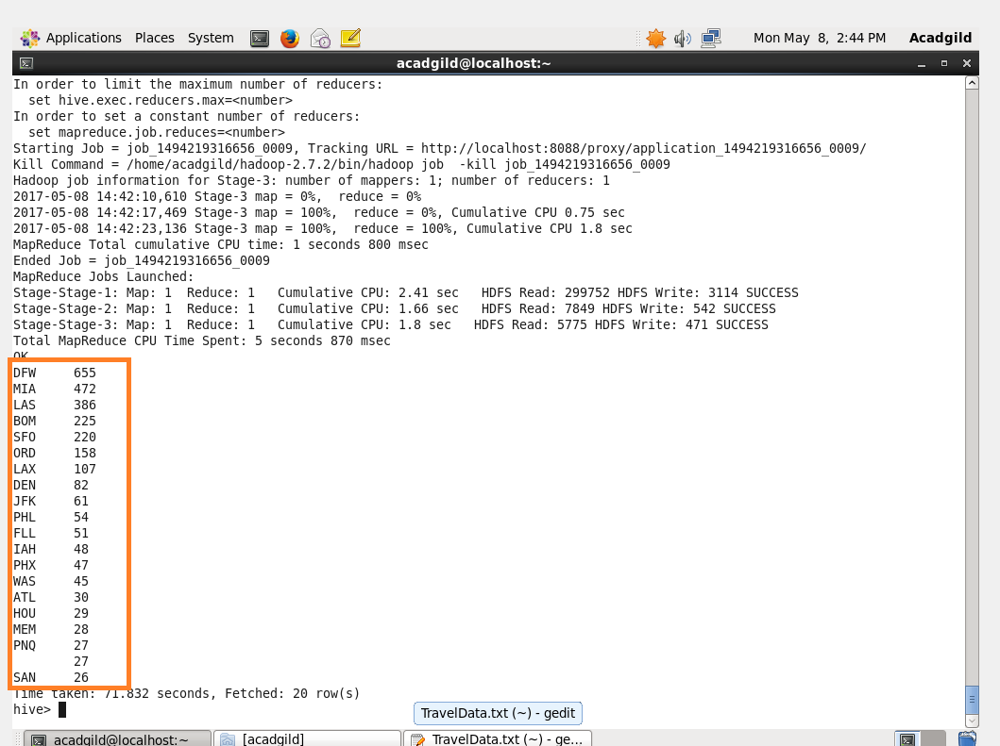 Applications Places System Mon May 8, 2:44 PM Acadgild
acadgild@localhost:~
In order to limit the maximum number of reducers:
  set hive.exec.reducers.max=<number>
In order to set a constant number of reducers:
  set mapreduce.job.reduces=<number>
Starting Job = job_1494219316656_0009, Tracking URL = http://localhost:8088/proxy/application_1494219316656_0009/
Kill Command = /home/acadgild/hadoop-2.7.2/bin/hadoop job  -kill job_1494219316656_0009
Hadoop job information for Stage-3: number of mappers: 1; number of reducers: 1
2017-05-08 14:42:10,610 Stage-3 map = 0%,  reduce = 0%
2017-05-08 14:42:17,469 Stage-3 map = 100%,  reduce = 0%, Cumulative CPU 0.75 sec
2017-05-08 14:42:23,136 Stage-3 map = 100%,  reduce = 100%, Cumulative CPU 1.8 sec
MapReduce Total cumulative CPU time: 1 seconds 800 msec
Ended Job = job_1494219316656_0009
MapReduce Jobs Launched:
Stage-Stage-1: Map: 1  Reduce: 1   Cumulative CPU: 2.41 sec   HDFS Read: 299752 HDFS Write: 3114 SUCCESS
Stage-Stage-2: Map: 1  Reduce: 1   Cumulative CPU: 1.66 sec   HDFS Read: 7849 HDFS Write: 542 SUCCESS
Stage-Stage-3: Map: 1  Reduce: 1   Cumulative CPU: 1.8 sec   HDFS Read: 5775 HDFS Write: 471 SUCCESS
Total MapReduce CPU Time Spent: 5 seconds 870 msec
OK
DFW     655
MIA     472
LAS     386
BOM     225
SFO     220
ORD     158
LAX     107
DEN     82
JFK     61
PHL     54
FLL     51
IAH     48
PHX     47
WAS     45
ATL     30
HOU     29
MEM     28
PNQ     27
        27
SAN     26
Time taken: 71.832 seconds, Fetched: 20 row(s)
hive>
TravelData.txt (~) - gedit
acadgild@localhost:~ [acadgild] TravelData.txt (~) - ge...